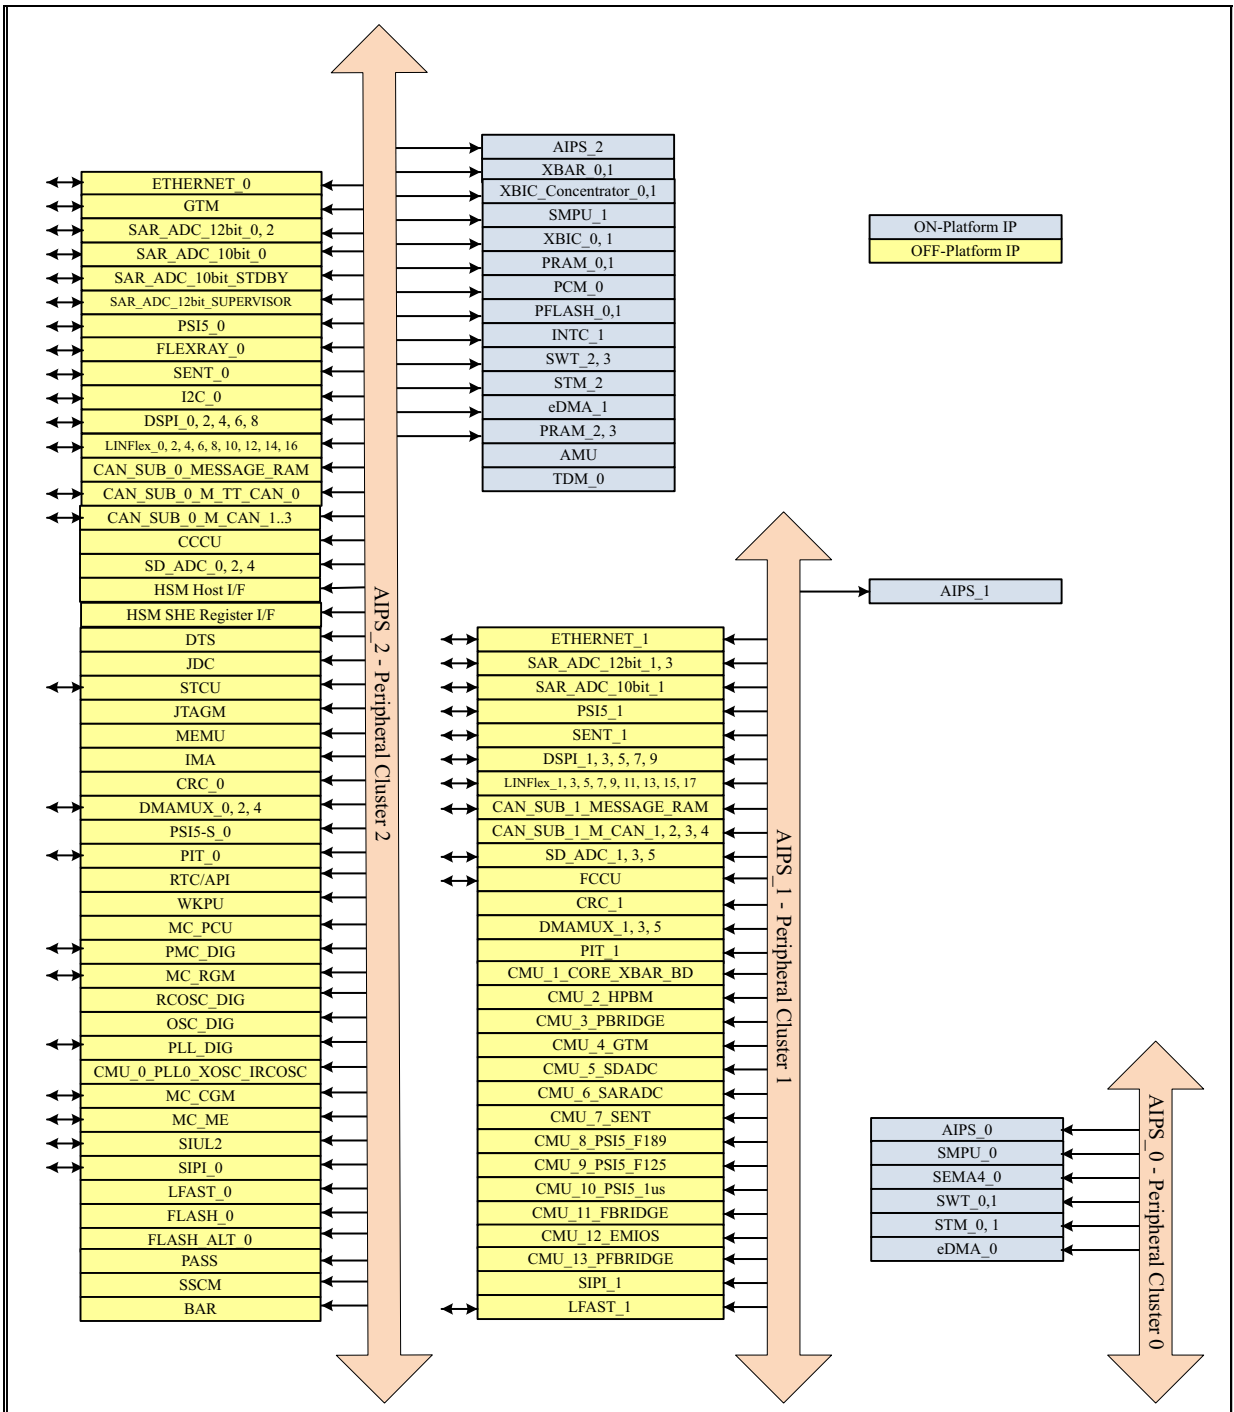 AIPS_2
XBAR_0,1
XBIC_Concentrator_0,1
SMPU_1
XBIC_0, 1
PRAM_0,1
PCM_0
PFLASH_0,1
INTC_1
SWT_2, 3
STM_2
eDMA_1
PRAM_2, 3
AMU
TDM_0
ON-Platform IP
OFF-Platform IP
ETHERNET_0
GTM
SAR_ADC_12bit_0, 2
SAR_ADC_10bit_0
SAR_ADC_10bit_STDBY
SAR_ADC_12bit_SUPERVISOR
PSI5_0
FLEXRAY_0
SENT_0
I2C_0
DSPI_0, 2, 4, 6, 8
LINFlex_0, 2, 4, 6, 8, 10, 12, 14, 16
CAN_SUB_0_MESSAGE_RAM
CAN_SUB_0_M_TT_CAN_0
CAN_SUB_0_M_CAN_1..3
CCCU
SD_ADC_0, 2, 4
HSM Host I/F
HSM SHE Register I/F
DTS
JDC
STCU
JTAGM
MEMU
IMA
CRC_0
DMAMUX_0, 2, 4
PSI5-S_0
PIT_0
RTC/API
WKPU
MC_PCU
PMC_DIG
MC_RGM
RCOSC_DIG
OSC_DIG
PLL_DIG
CMU_0_PLL0_XOSC_IRCOSC
MC_CGM
MC_ME
SIUL2
SIPI_0
LFAST_0
FLASH_0
FLASH_ALT_0
PASS
SSCM
BAR
AIPS_2 - Peripheral Cluster 2
AIPS_1
ETHERNET_1
SAR_ADC_12bit_1, 3
SAR_ADC_10bit_1
PSI5_1
SENT_1
DSPI_1, 3, 5, 7, 9
LINFlex_1, 3, 5, 7, 9, 11, 13, 15, 17
CAN_SUB_1_MESSAGE_RAM
CAN_SUB_1_M_CAN_1, 2, 3, 4
SD_ADC_1, 3, 5
FCCU
CRC_1
DMAMUX_1, 3, 5
PIT_1
CMU_1_CORE_XBAR_BD
CMU_2_HPBM
CMU_3_PBRIDGE
CMU_4_GTM
CMU_5_SDADC
CMU_6_SARADC
CMU_7_SENT
CMU_8_PSI5_F189
CMU_9_PSI5_F125
CMU_10_PSI5_1us
CMU_11_FBRIDGE
CMU_12_EMIOS
CMU_13_PFBRIDGE
SIPI_1
LFAST_1
AIPS_1 - Peripheral Cluster 1
AIPS_0
SMPU_0
SEMA4_0
SWT_0,1
STM_0, 1
eDMA_0
AIPS_0 - Peripheral Cluster 0